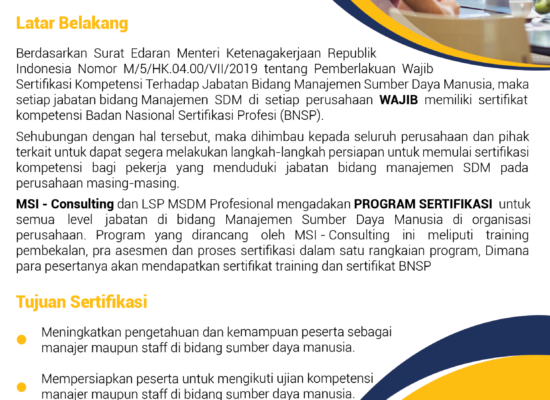 Latar Belakang
Berdasarkan Surat Edaran Menteri Ketenagakerjaan Republik
Indonesia Nomor M/5/HK.04.00/VII/2019 tentang Pemberlakuan Wajib
Sertifikasi Kompetensi Terhadap Jabatan Bidang Manajemen Sumber Daya Manusia, maka
setiap jabatan bidang Manajemen SDM di setiap perusahaan WAJIB memiliki sertifikat
kompetensi Badan Nasional Sertifikasi Profesi (BNSP).
Sehubungan dengan hal tersebut, maka dihimbau kepada seluruh perusahaan dan pihak
terkait untuk dapat segera melakukan langkah-langkah persiapan untuk memulai sertifikasi
kompetensi bagi pekerja yang menduduki jabatan bidang manajemen SDM pada
perusahaan masing-masing.
MSI - Consulting dan LSP MSDM Profesional mengadakan PROGRAM SERTIFIKASI untuk
semua level jabatan di bidang Manajemen Sumber Daya Manusia di organisasi
perusahaan. Program yang dirancang oleh MSI - Consulting ini meliputi training
pembekalan, pra asesmen dan proses sertifikasi dalam satu rangkaian program, Dimana
para pesertanya akan mendapatkan sertifikat training dan sertifikat BNSP
Tujuan Sertifikasi
Meningkatkan pengetahuan dan kemampuan peserta sebagai
manajer maupun staff di bidang sumber daya manusia.
Mempersiapkan peserta untuk mengikuti ujian kompetensi
manajer maupun staff di bidang sumber daya manusia.